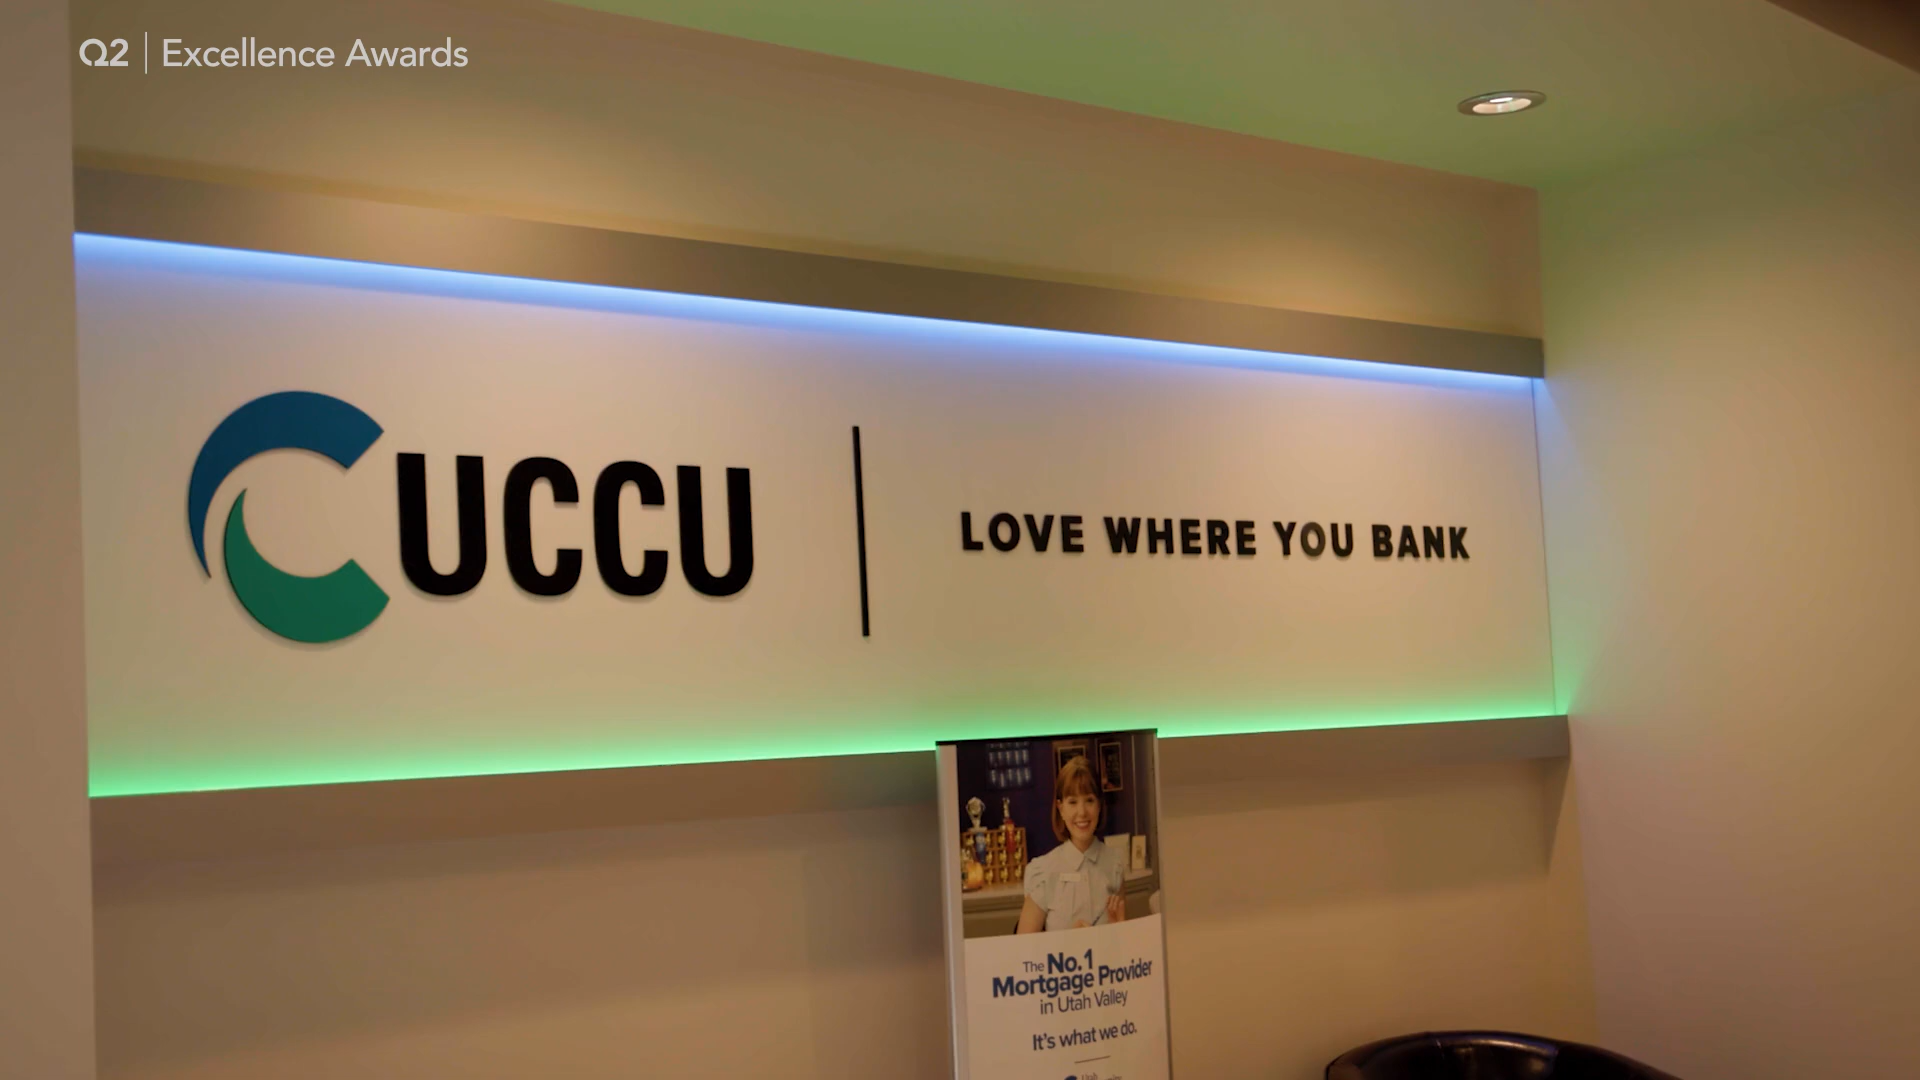 Q2 | Excellence Awards
UCCU
LOVE WHERE YOU BANK
The No.1
Mortgage Provider
in Utah Valley
It's what we do.
Utah